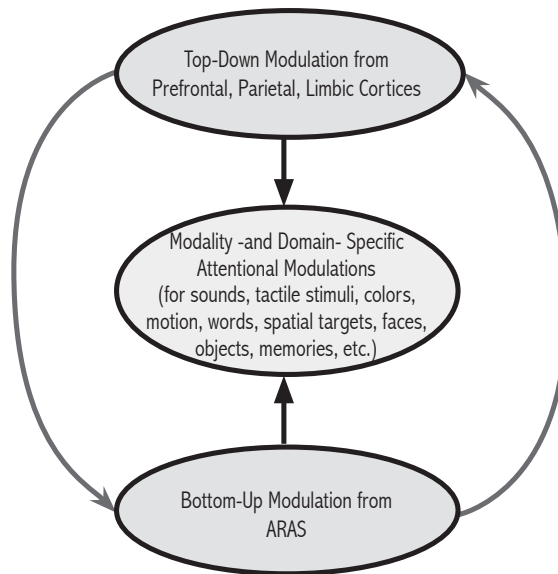 Top-Down Modulation from
Prefrontal, Parietal, Limbic Cortices
Modality -and Domain- Specific
Attentional Modulations
(for sounds, tactile stimuli, colors,
motion, words, spatial targets, faces,
objects, memories, etc.)
Bottom-Up Modulation from
ARAS